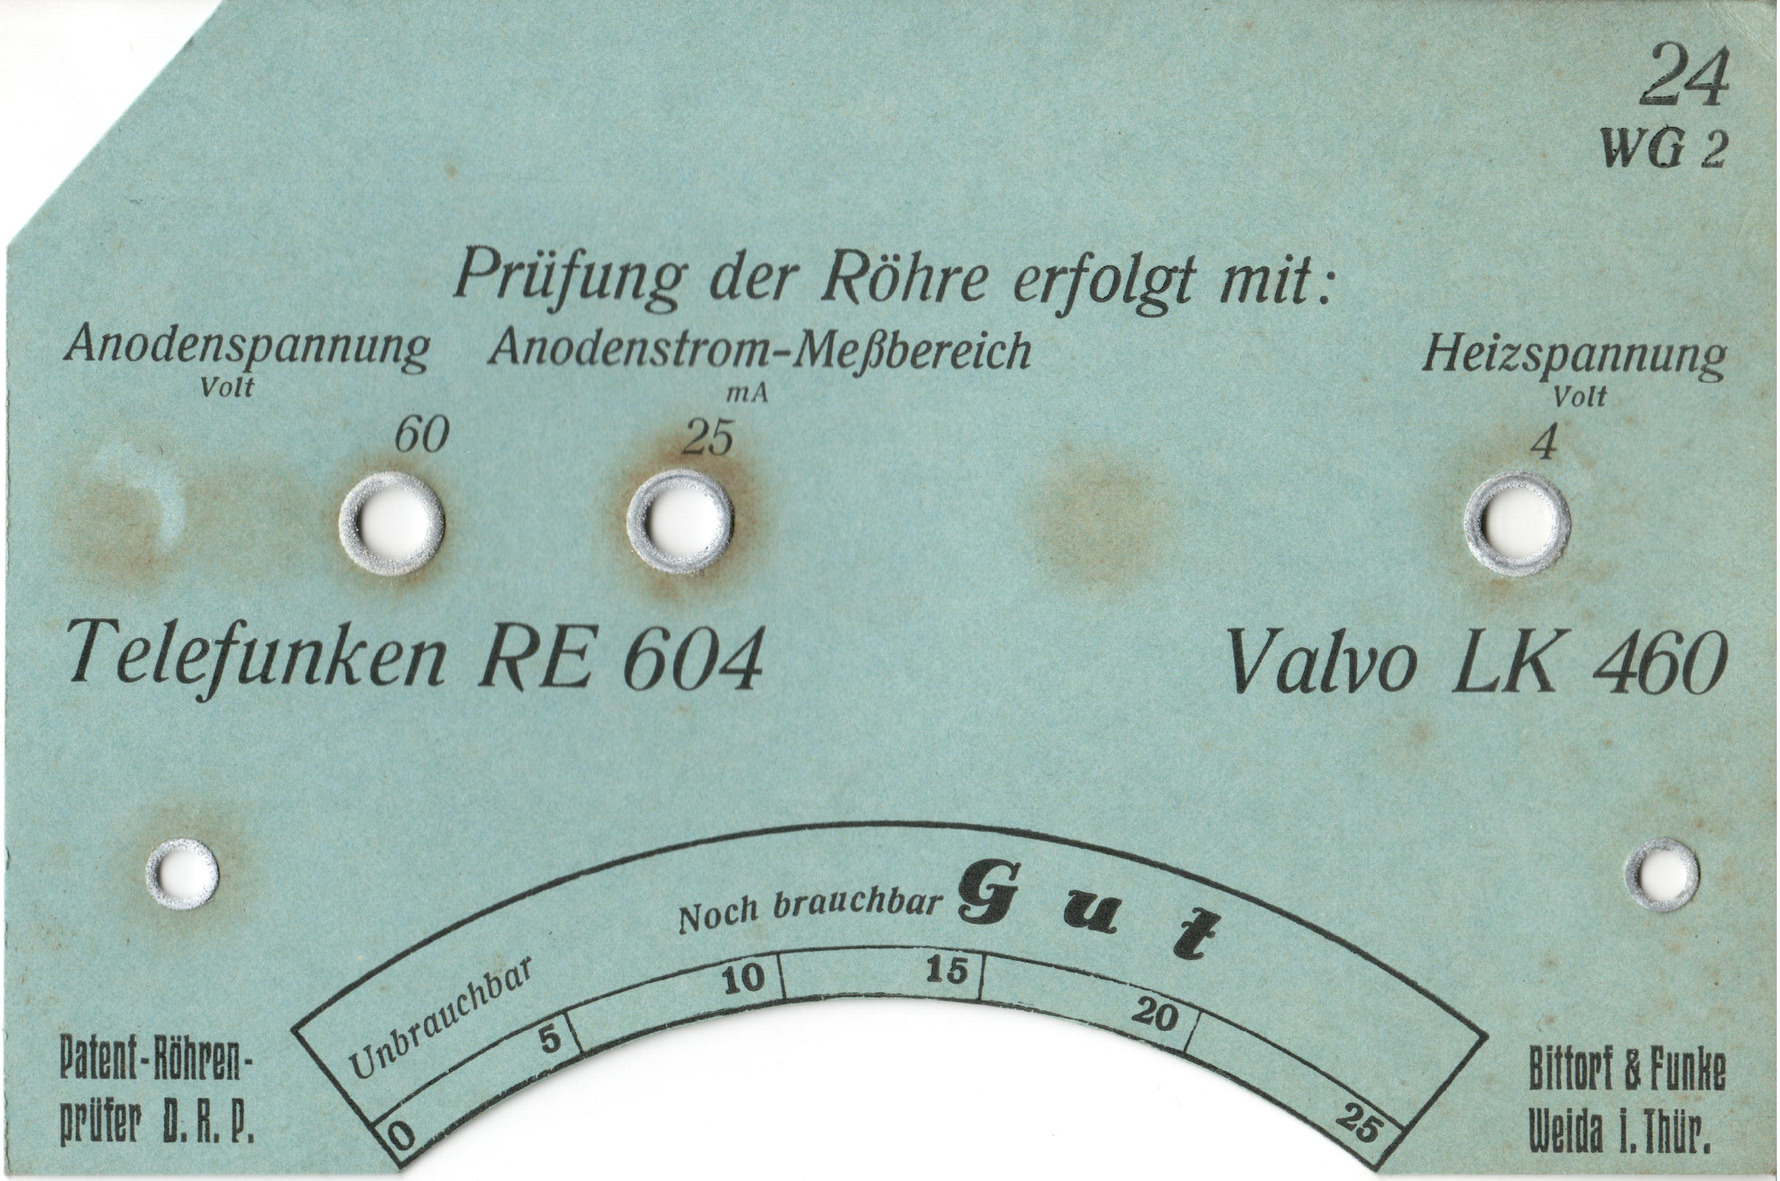 24
WG 2
Prüfung der Röhre erfolgt mit:
Anodenspannung Anodenstrom-Meßbereich Heizspannung
Volt mA Volt
60 25 4
Telefunken RE 604 Valvo LK 460
Unbrauchbar Noch brauchbar Gut
0 5 10 15 20 25
Patent-Röhren-
prüfer D. R. P.
Bittorf & Funke
Weida i. Thür.